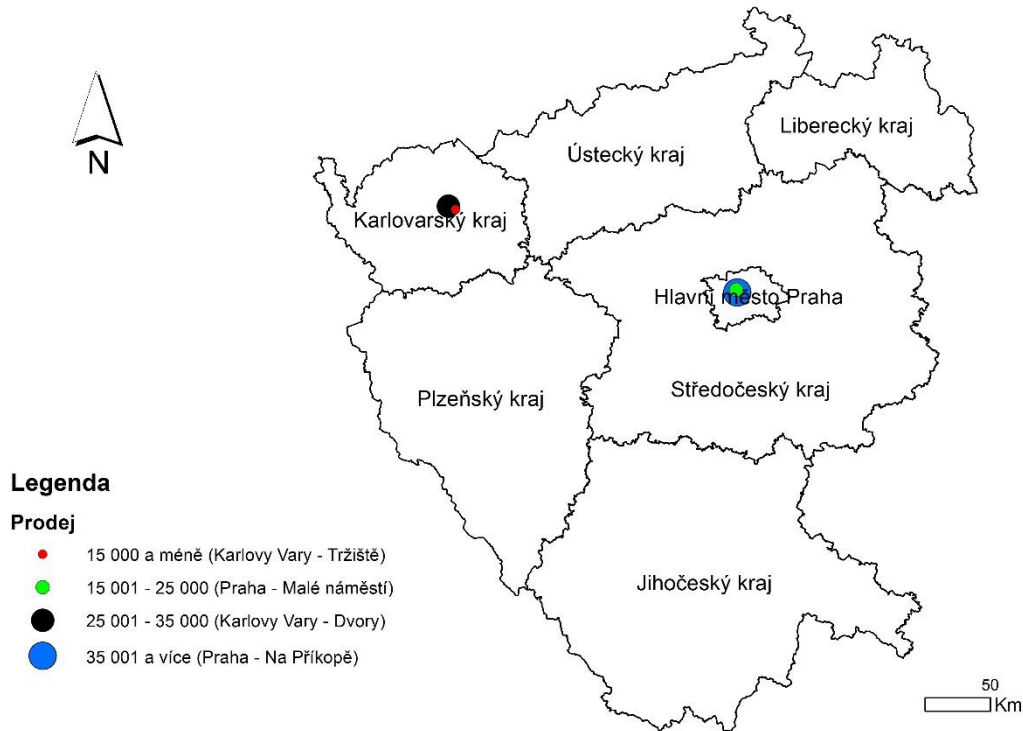 N
Liberecký kraj
Ústecký kraj
Karlovarský kraj
Hlavní město Praha
Středočeský kraj
Plzeňský kraj
Jihočeský kraj
Legenda
Prodej
15 000 a méně (Karlovy Vary - Tržiště)
15 001 - 25 000 (Praha - Malé náměstí)
25 001 - 35 000 (Karlovy Vary - Dvory)
35 001 a více (Praha - Na Příkopě)
50
Km